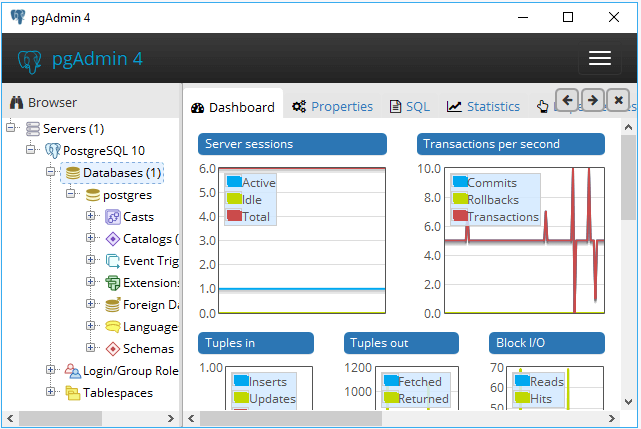 pgAdmin 4
pgAdmin 4
Browser
Servers (1)
PostgreSQL 10
Databases (1)
postgres
Casts
Catalogs (
Event Trig
Extensions
Foreign Da
Languages
Schemas
Login/Group Role
Tablespaces
Dashboard Properties SQL Statistics
Server sessions
6.0
5.0
4.0
3.0
2.0
1.0
0.0
Active
Idle
Total
Transactions per second
10.0
8.0
6.0
4.0
2.0
0.0
Commits
Rollbacks
Transactions
Tuples in
1.00
Inserts
Updates
Tuples out
1200
1000
Fetched
Returned
Block I/O
70
60
50
Reads
Hits